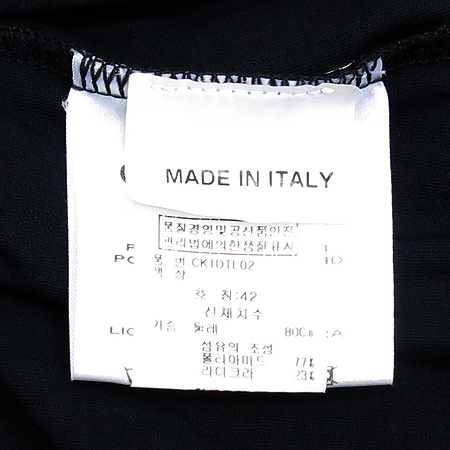 MADE IN ITALY
품질경영및공산품안전
관리법에의한품질표시
품 번 :CK1DTL02
색 상
호 칭:42
신체치수
가슴 둘레 80Cm
섬유의 조성
폴리아미드 77%
라이크라 23%